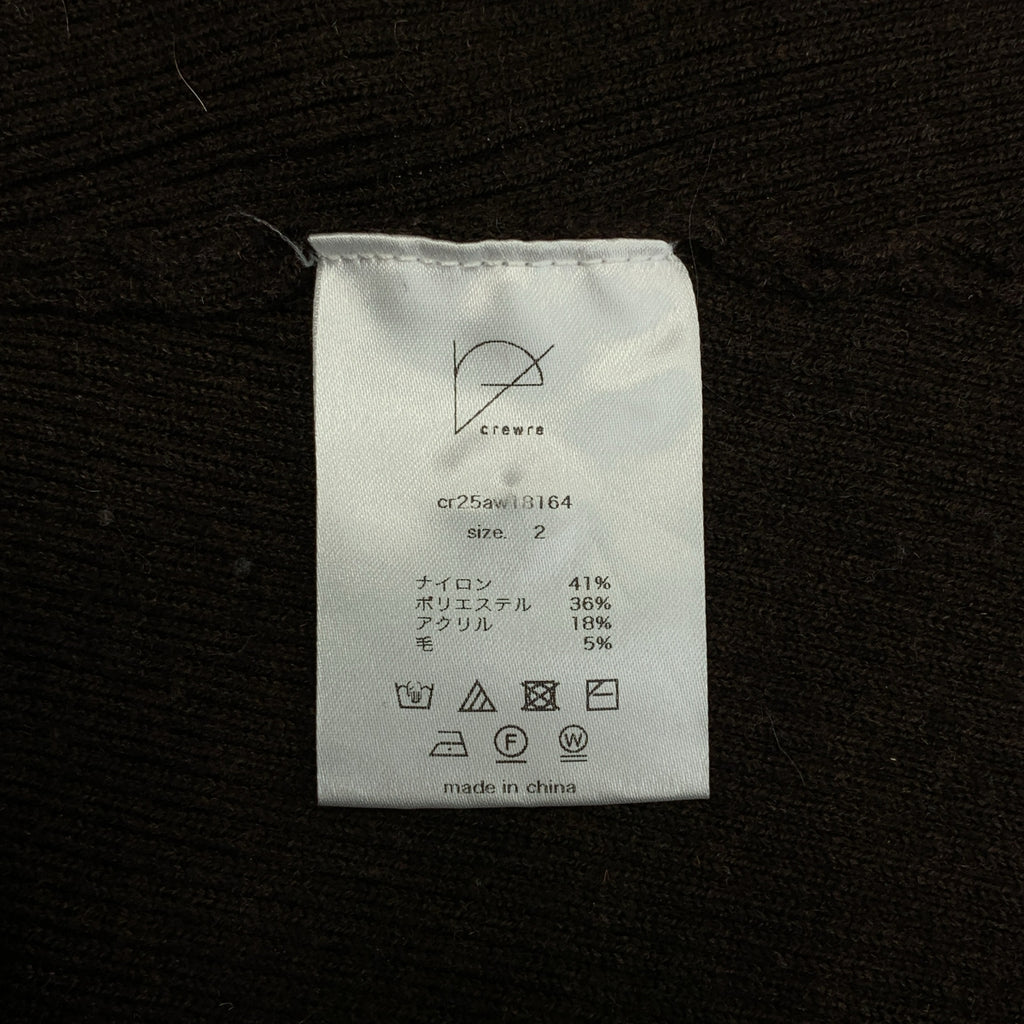 crewre
cr25aw18164
size. 2
ナイロン 41%
ポリエステル 36%
アクリル 18%
毛 5%
F W
made in china